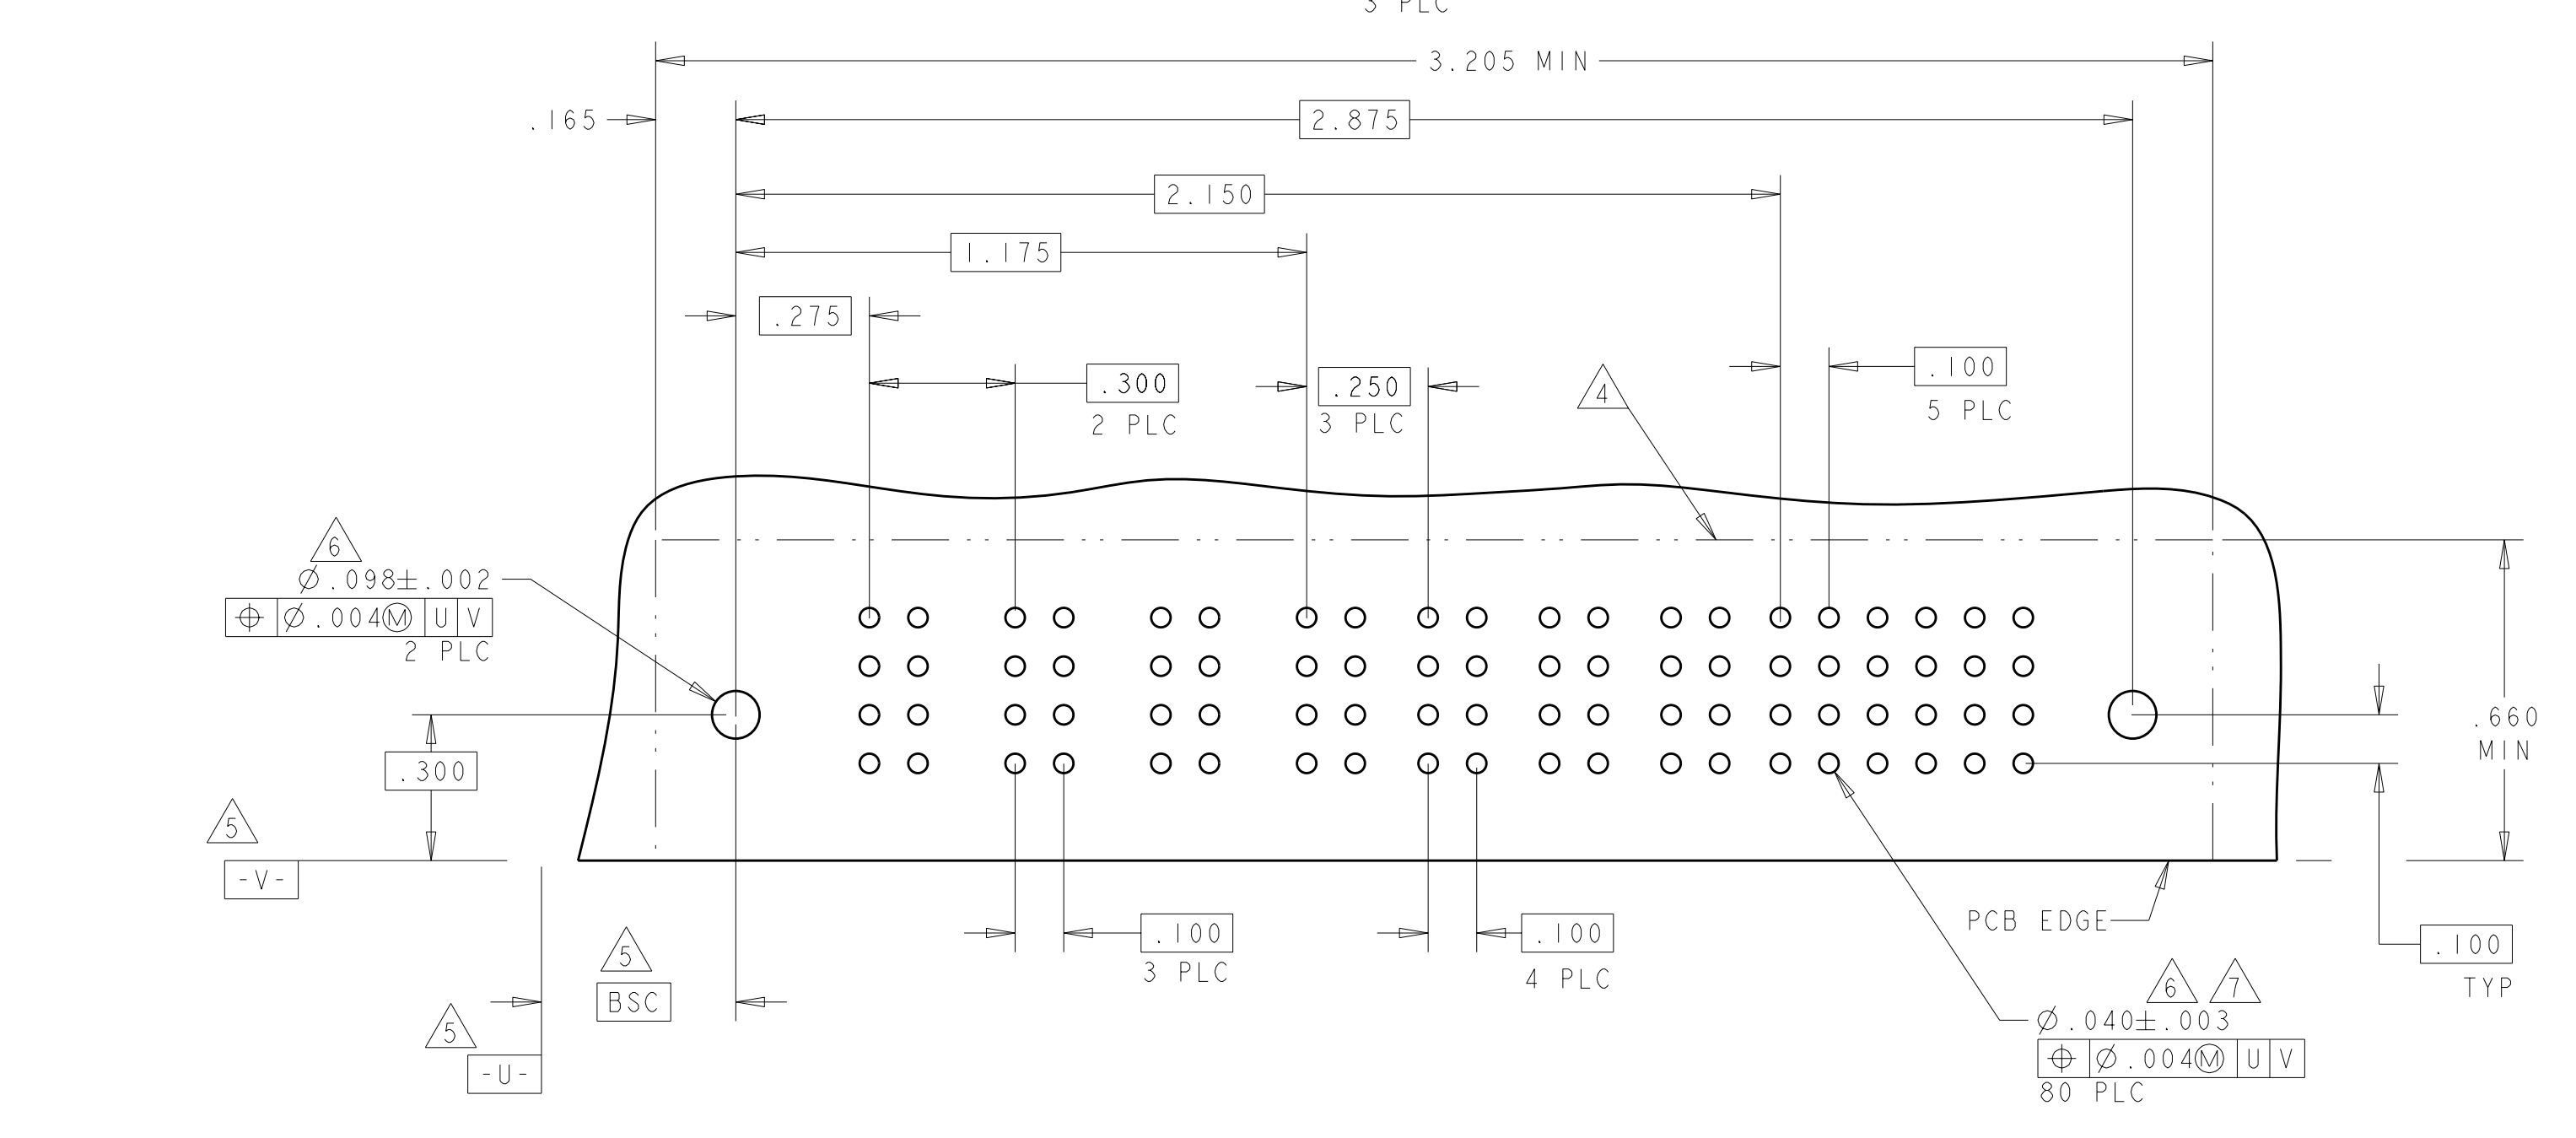 3 PLC
3.205 MIN
.165
2.875
2.150
1.175
.275
.300
2 PLC
.250
3 PLC
.100
5 PLC
4
6
Ø.098±.002
⌖ Ø.004Ⓜ U V
2 PLC
.300
.660
MIN
5
-V-
5
BSC
5
-U-
.100
3 PLC
.100
4 PLC
PCB EDGE
.100
TYP
6 7
Ø.040±.003
⌖ Ø.004Ⓜ U V
80 PLC